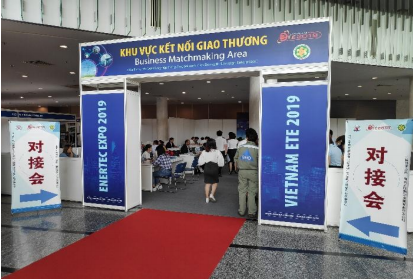 KHU VỰC KẾT NỐI GIAO THƯƠNG
Business Matchmaking Area
ENERTEC EXPO 2019
VIETNAM ETE 2019
对接会
对接会